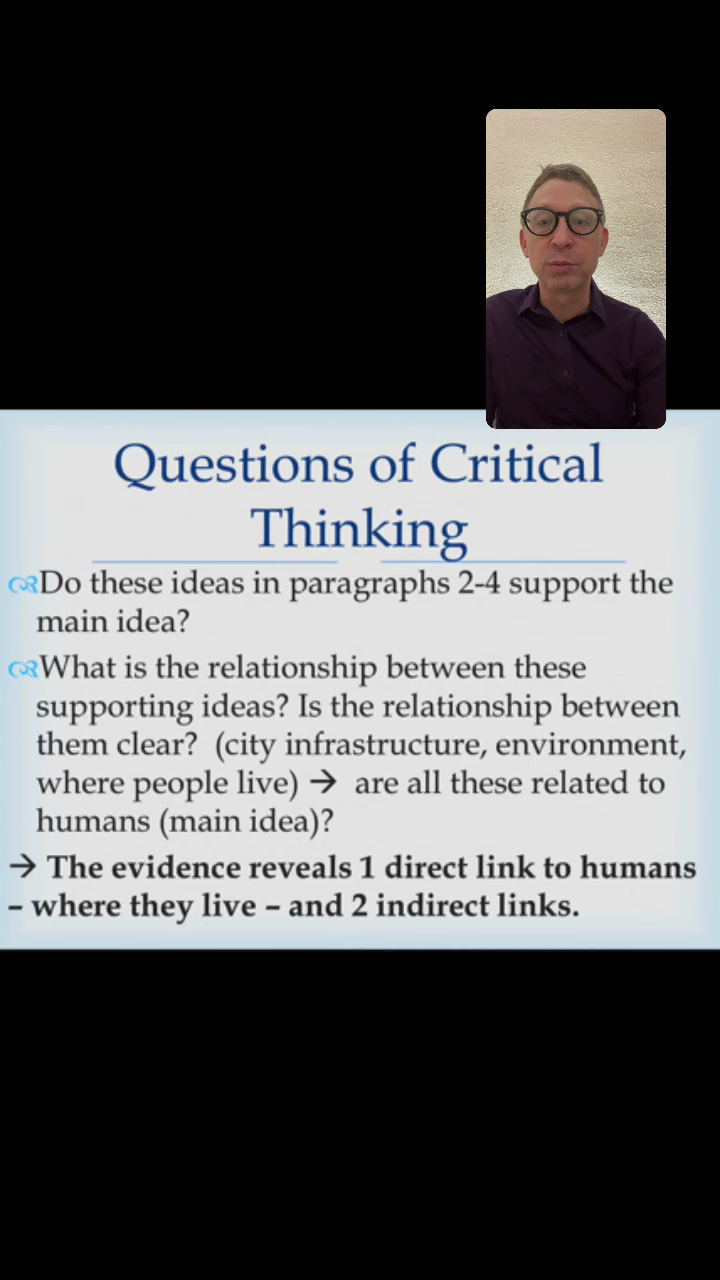 Questions of Critical
Thinking
Do these ideas in paragraphs 2-4 support the
main idea?
What is the relationship between these
supporting ideas? Is the relationship between
them clear? (city infrastructure, environment,
where people live) → are all these related to
humans (main idea)?
→ The evidence reveals 1 direct link to humans
– where they live – and 2 indirect links.